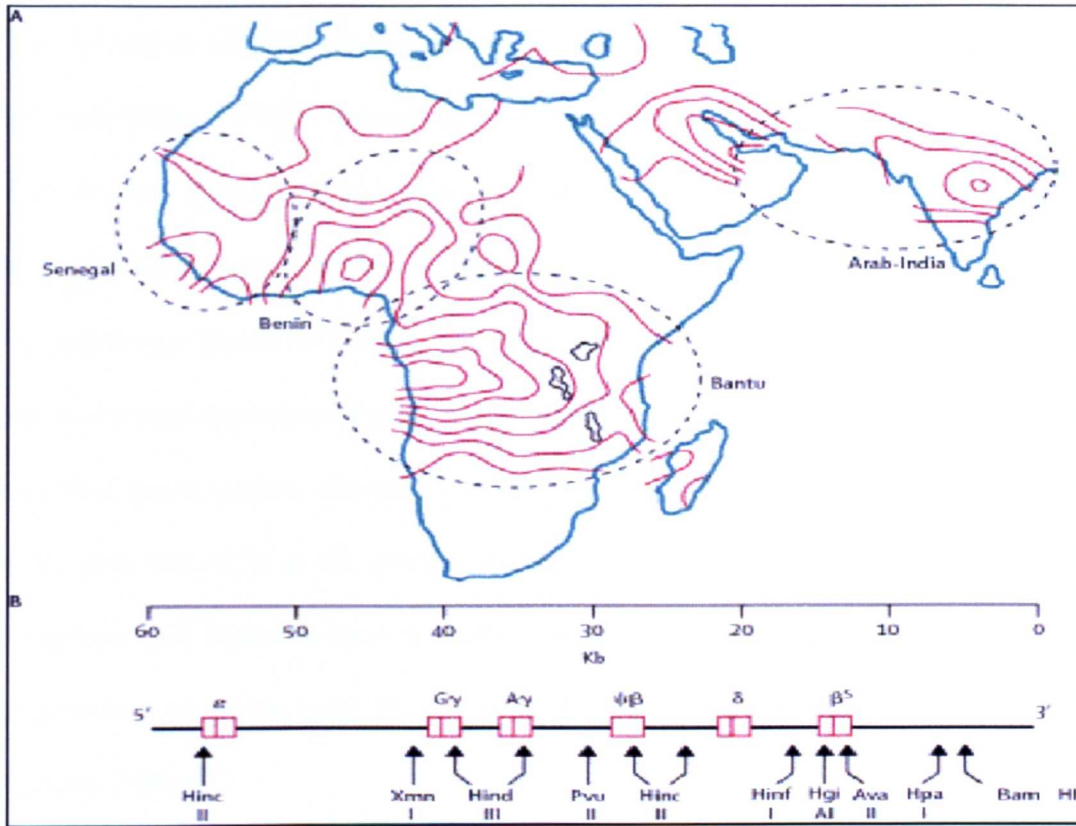 A
Senegal
Benin
Arab-India
Bantu
B
60 50 40 30 20 10 0
Kb
5′ ε Gγ Aγ ψβ δ βS 3′
Hinc Xmn Hind Pvu Hinc Hinf Hgi Ava Hpa Bam HI
II I III II II I AI II I